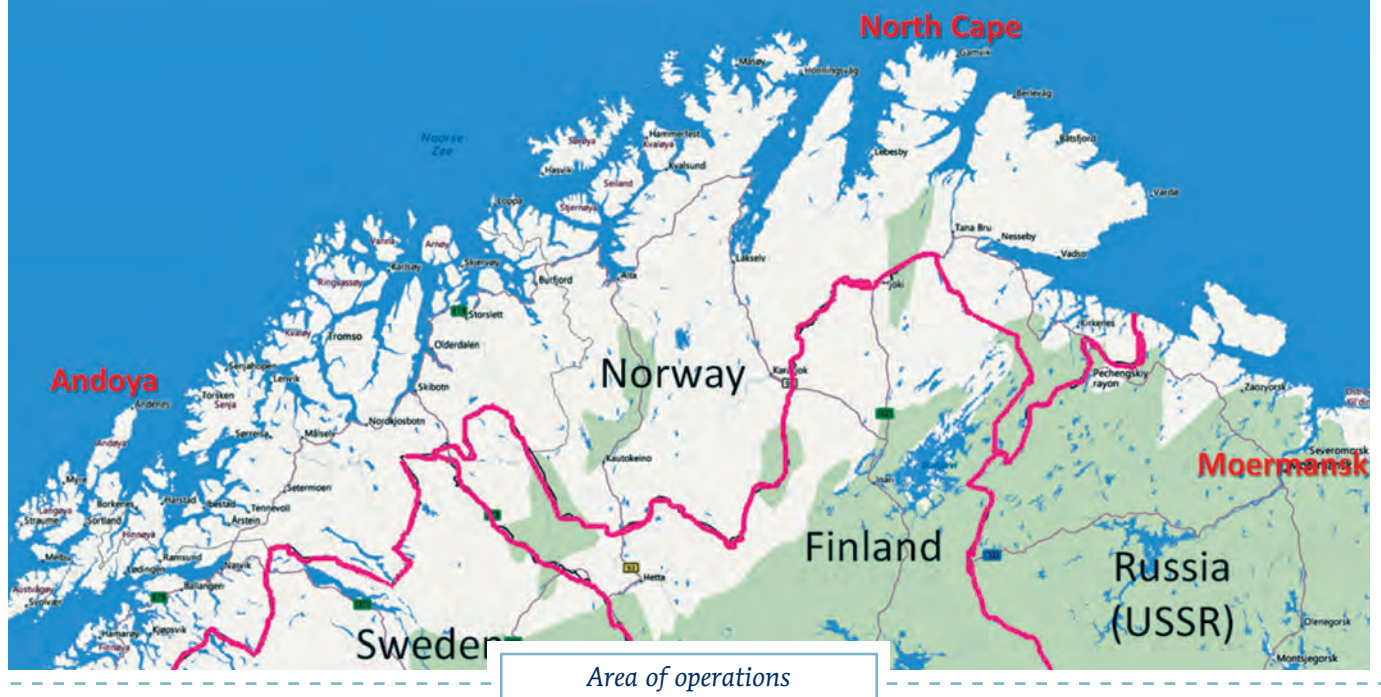 North Cape
Gamvik
Måsøy
Honningsvåg
Berlevåg
Noorse
Zee
Sørøya
Hammerfest
Kvaløya
Båtsfjord
Hasvik
Kvalsund
Lebesby
Seiland
Vardø
Loppa
Stjernøya
Vanna
Arnøy
Tana Bru
Nesseby
Karlsøy
Skjervøy
Lakselv
Vadsø
Ringvassøy
Burfjord
Alta
Storslett
Kirkenes
Kvaløy
Tromso
Olderdalen
Norway
Andoya
Senjahopen
Lenvik
Skibotn
Pechengskiy
rayon
Zaozyorsk
Andenes
Torsken
Senja
Nordkjosbotn
Andøya
Sørreisa
Målselv
Kautokeino
Moermansk
Severomorsk
Myre
Setermoen
Inari
Langøya
Borkenes
Harstad
Ibestad
Tennevoll
Straume
Sortland
Årstein
Hinnøya
Finland
Russia
(USSR)
Melbu
Ramsund
Lødingen
Narvik
Hetta
Austvågøy
Svolvær
Ballangen
Hamarøy
Kjøpsvik
Finnøya
Sweden
Olenegorsk
Montsjegorsk
Area of operations